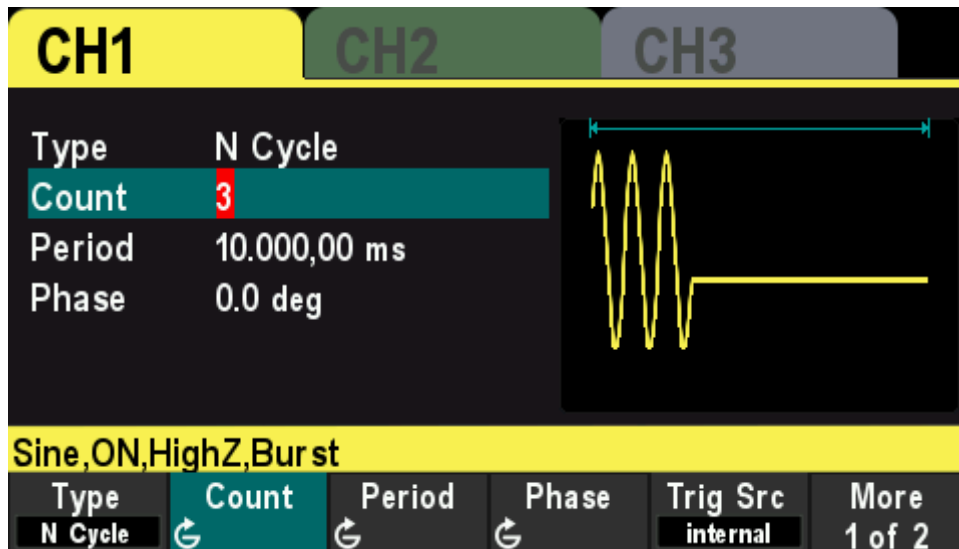 CH1 CH2 CH3
Type N Cycle
Count 3
Period 10.000,00 ms
Phase 0.0 deg
Sine,ON,HighZ,Burst
Type Count Period Phase Trig Src More
N Cycle internal 1 of 2